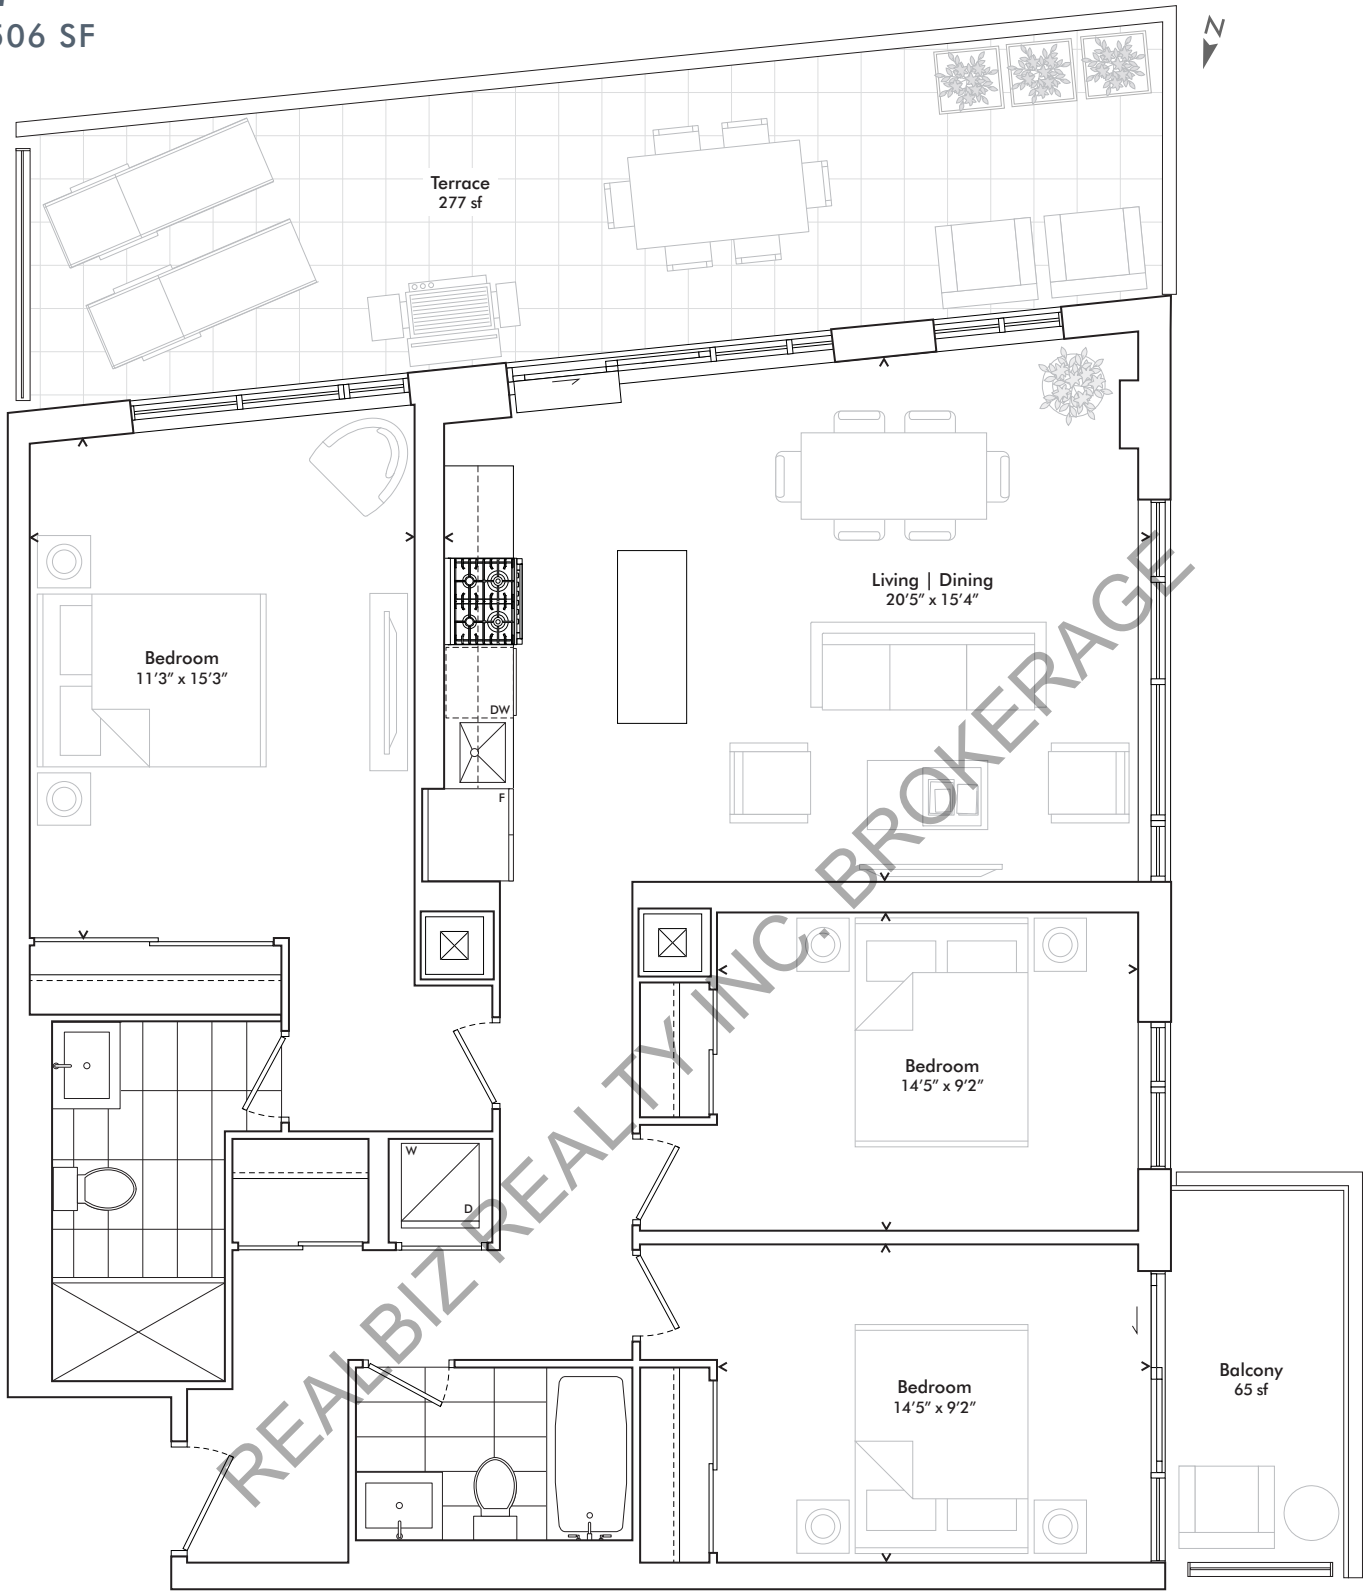 506 SF
N
Terrace
277 sf
Living | Dining
20'5" x 15'4"
Bedroom
11'3" x 15'3"
DW
F
Bedroom
14'5" x 9'2"
W
D
Balcony
65 sf
Bedroom
14'5" x 9'2"
REALBIZ REALTY INC. BROKERAGE